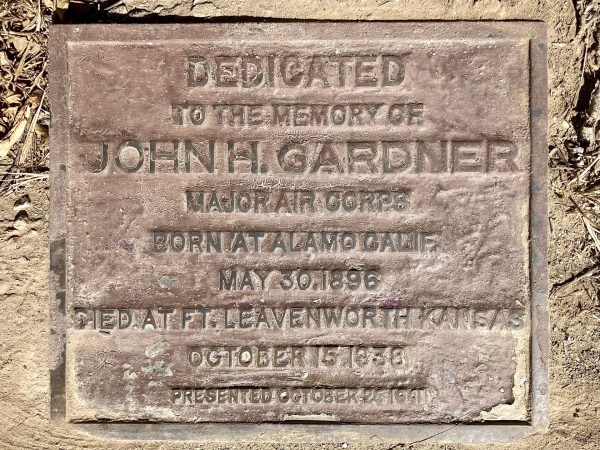 DEDICATED
TO THE MEMORY OF
JOHN H. GARDNER
MAJOR AIR CORPS
BORN AT ALAMO CALIF.
MAY 30, 1896
DIED AT FT. LEAVENWORTH KANSAS
OCTOBER 15, 1938
PRESENTED OCTOBER 1941